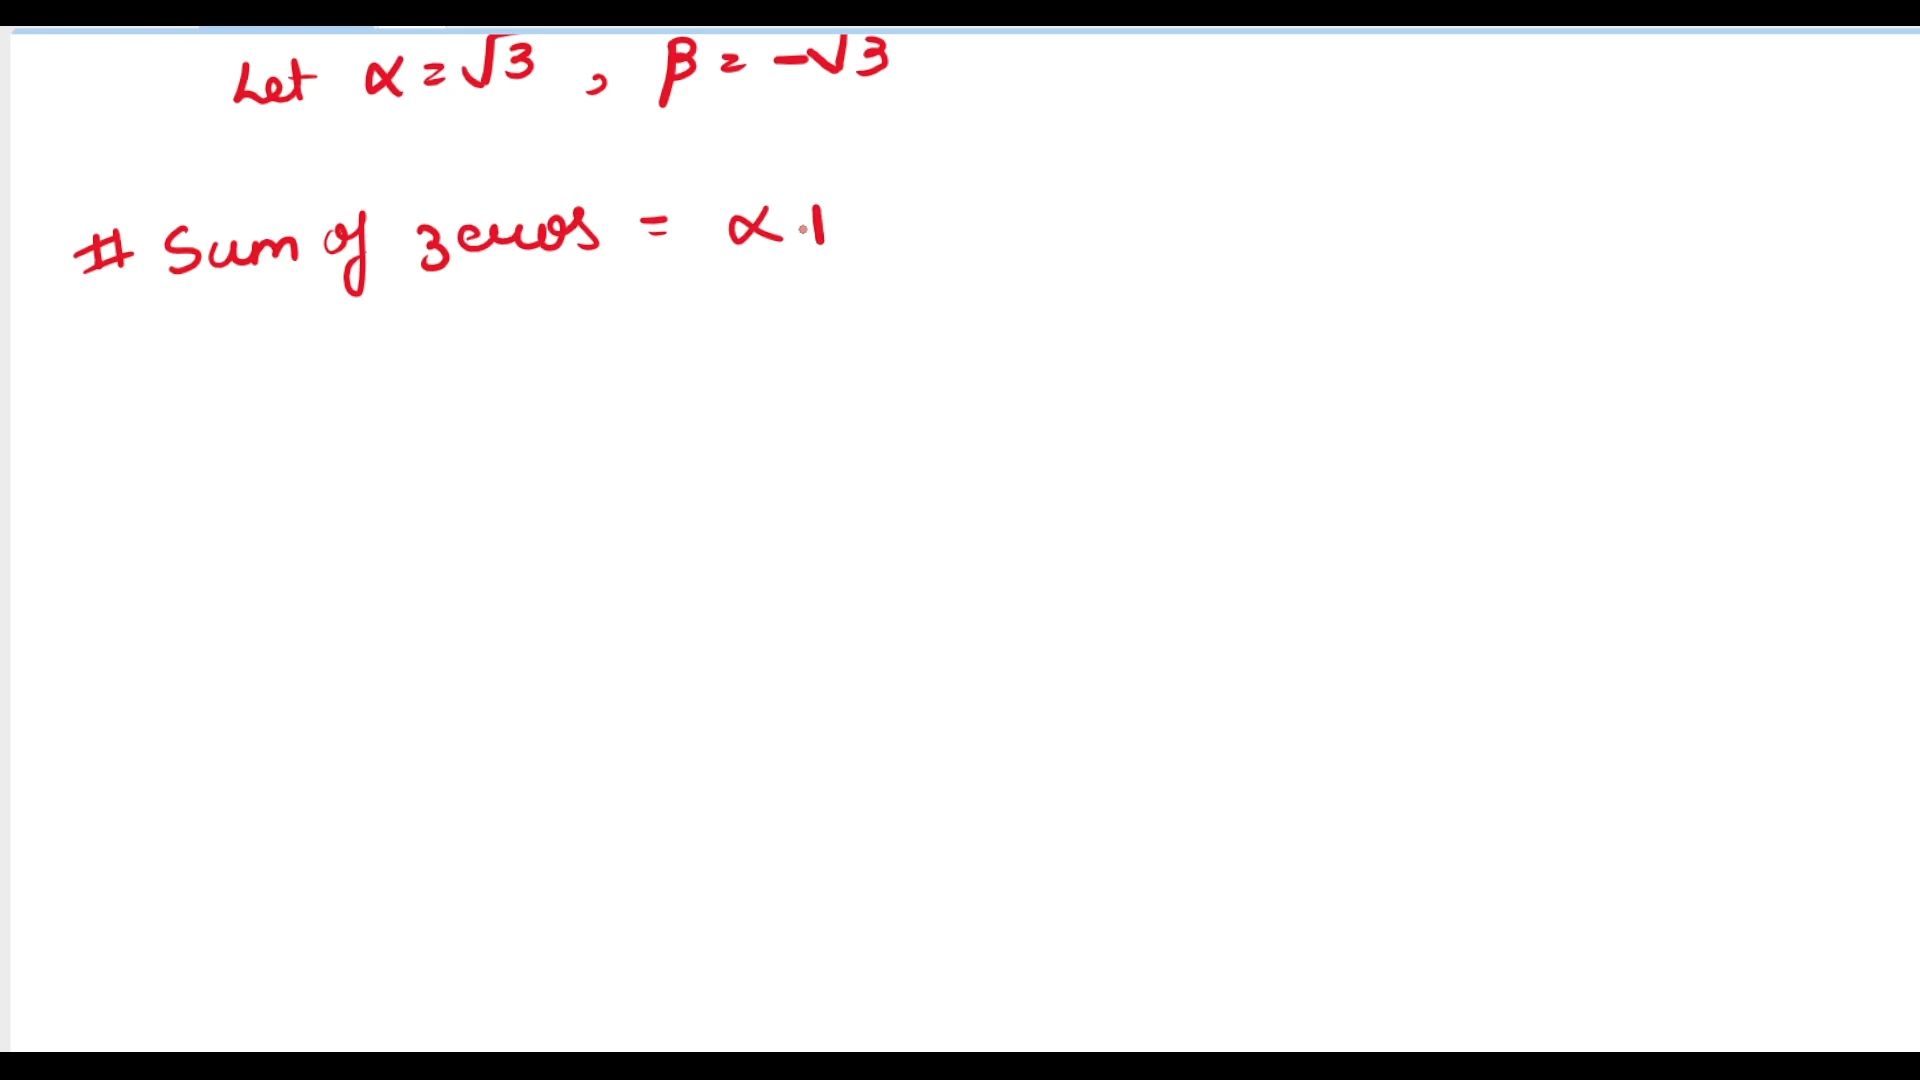 Let α = √3 , β = -√3
# Sum of zeros = α